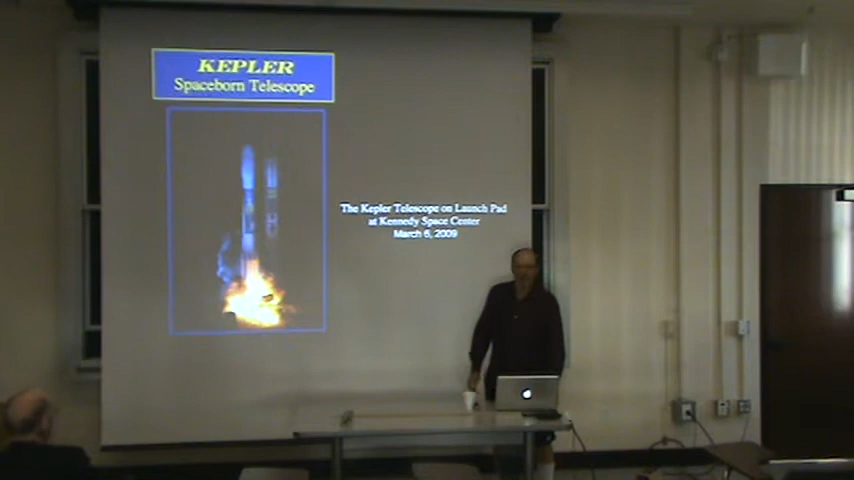 KEPLER
Spaceborn Telescope
The Kepler Telescope on Launch Pad
at Kennedy Space Center
March 6, 2009